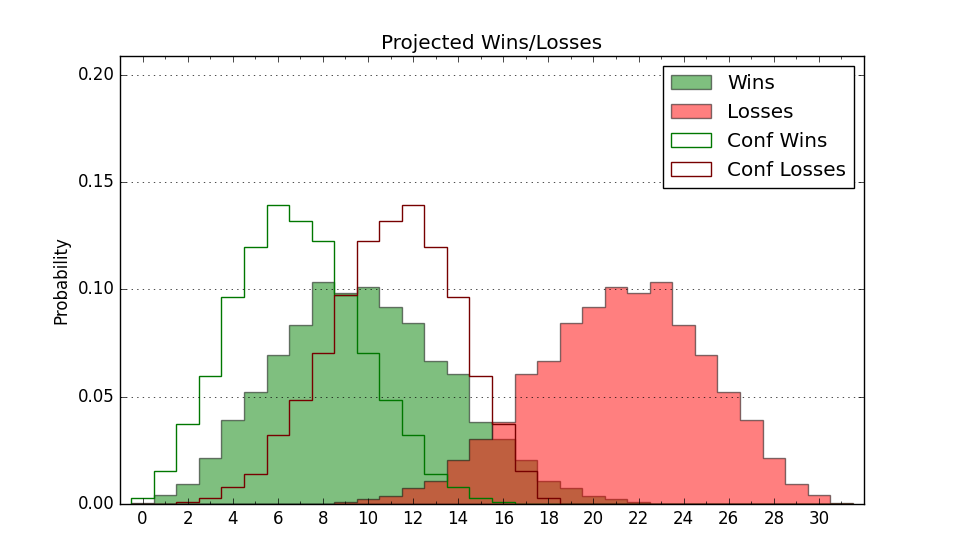 Projected Wins/Losses
0.20
0.15
0.10
0.05
0.00
Probability
Wins
Losses
Conf Wins
Conf Losses
0 2 4 6 8 10 12 14 16 18 20 22 24 26 28 30